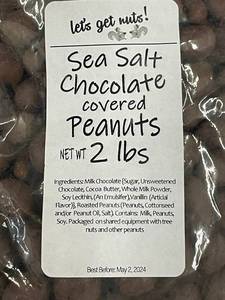 let's get nuts!
Sea Salt
Chocolate
covered
Peanuts
NET WT 2 lbs
Ingredients: Milk Chocolate {Sugar, Unsweetened
Chocolate, Cocoa Butter, Whole Milk Powder,
Soy Lecithin, (An Emulsifer),Vanillin (Articial
Flavor)}, Roasted Peanuts (Peanuts, Cottonseed
and/or Peanut Oil, Salt). Contains: Milk, Peanuts,
Soy. Packaged on shared equipment with tree
nuts and other peanuts
Best Before: May 2, 2024